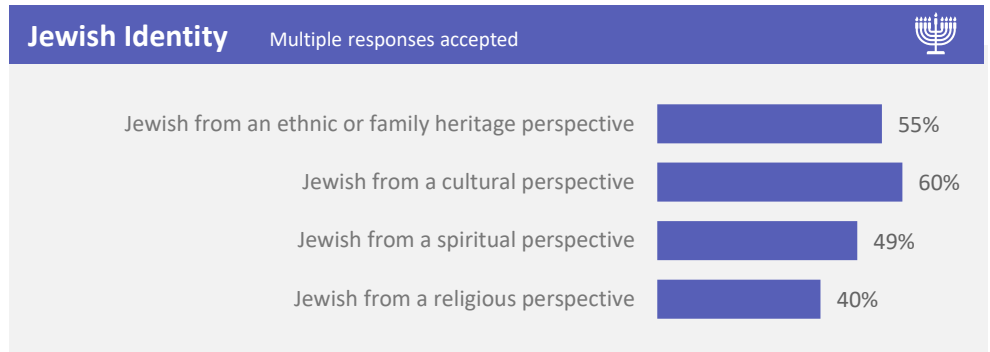 Jewish Identity Multiple responses accepted
Jewish from an ethnic or family heritage perspective 55%
Jewish from a cultural perspective 60%
Jewish from a spiritual perspective 49%
Jewish from a religious perspective 40%